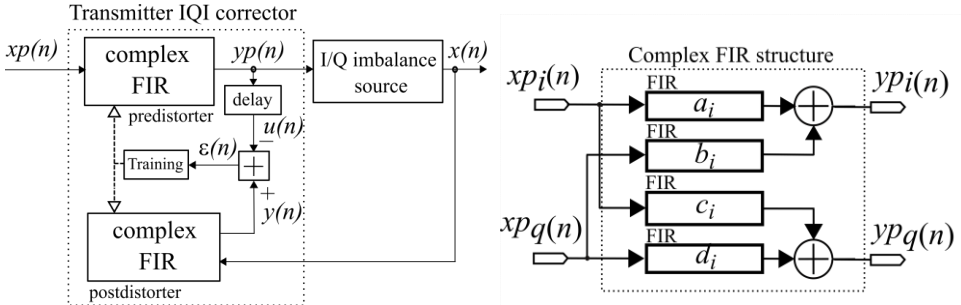 Transmitter IQI corrector
xp(n)
complex
FIR
predistorter
yp(n)
I/Q imbalance
source
x(n)
delay
u(n)
−
ε(n)
Training
+
+
y(n)
complex
FIR
postdistorter
Complex FIR structure
xpi(n)
FIR
ai
+
ypi(n)
FIR
bi
FIR
ci
xpq(n)
FIR
di
+
ypq(n)